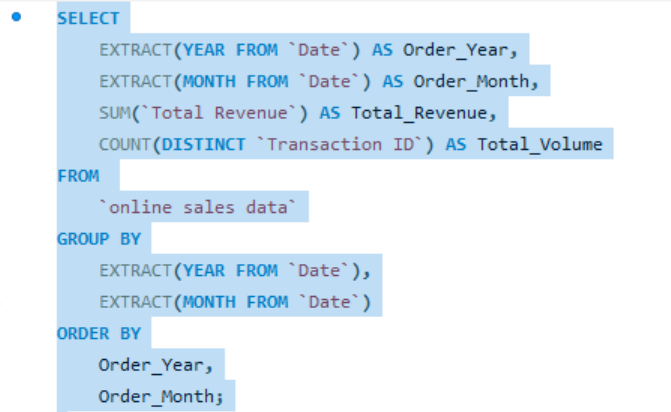 SELECT
EXTRACT(YEAR FROM `Date`) AS Order_Year,
EXTRACT(MONTH FROM `Date`) AS Order_Month,
SUM(`Total Revenue`) AS Total_Revenue,
COUNT(DISTINCT `Transaction ID`) AS Total_Volume
FROM
`online sales data`
GROUP BY
EXTRACT(YEAR FROM `Date`),
EXTRACT(MONTH FROM `Date`)
ORDER BY
Order_Year,
Order_Month;